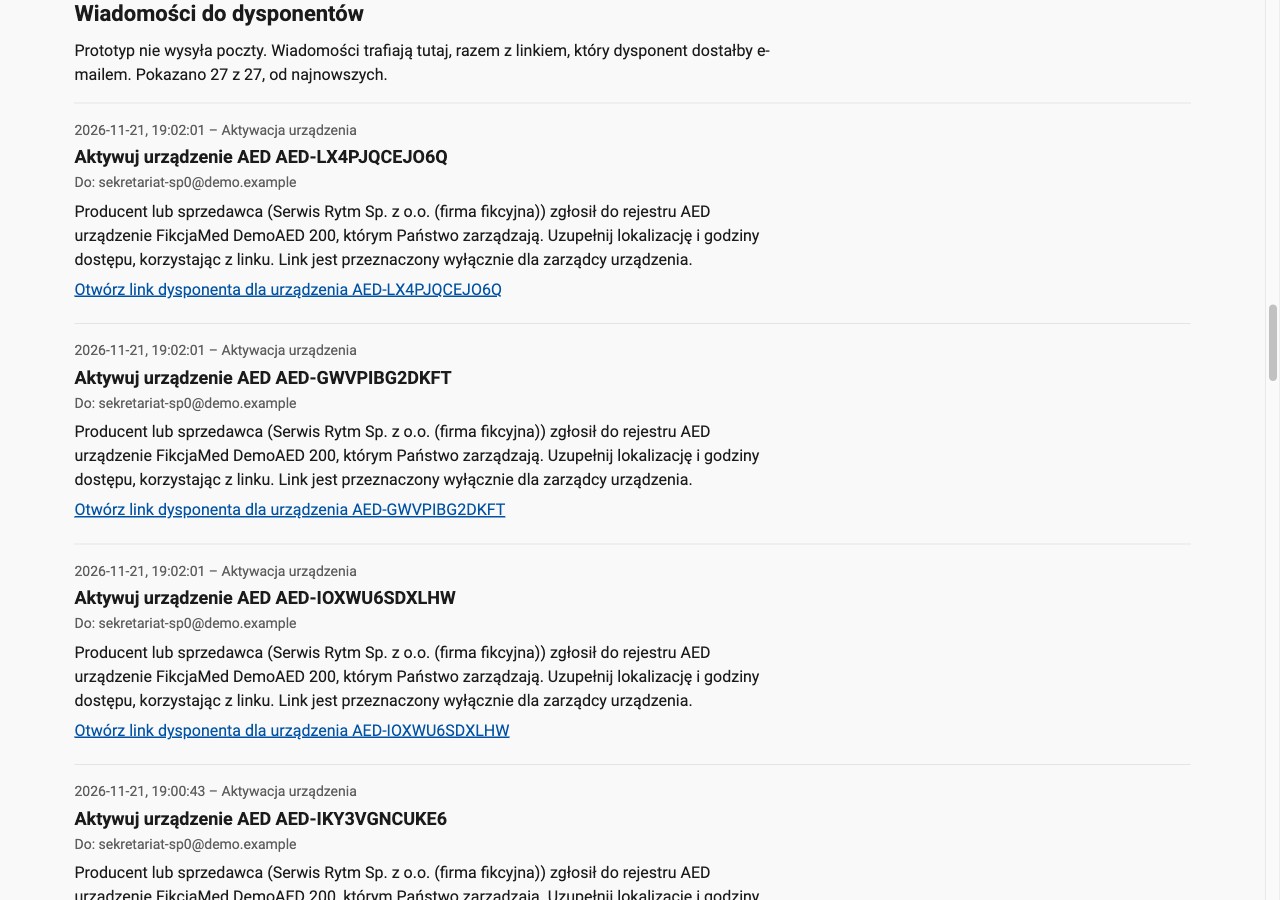 Wiadomości do dysponentów
Prototyp nie wysyła poczty. Wiadomości trafiają tutaj, razem z linkiem, który dysponent dostałby e-
mailem. Pokazano 27 z 27, od najnowszych.
2026-11-21, 19:02:01 – Aktywacja urządzenia
Aktywuj urządzenie AED AED-LX4PJQCEJO6Q
Do: sekretariat-sp0@demo.example
Producent lub sprzedawca (Serwis Rytm Sp. z o.o. (firma fikcyjna)) zgłosił do rejestru AED
urządzenie FikcjaMed DemoAED 200, którym Państwo zarządzają. Uzupełnij lokalizację i godziny
dostępu, korzystając z linku. Link jest przeznaczony wyłącznie dla zarządcy urządzenia.
Otwórz link dysponenta dla urządzenia AED-LX4PJQCEJO6Q
2026-11-21, 19:02:01 – Aktywacja urządzenia
Aktywuj urządzenie AED AED-GWVPIBG2DKFT
Do: sekretariat-sp0@demo.example
Producent lub sprzedawca (Serwis Rytm Sp. z o.o. (firma fikcyjna)) zgłosił do rejestru AED
urządzenie FikcjaMed DemoAED 200, którym Państwo zarządzają. Uzupełnij lokalizację i godziny
dostępu, korzystając z linku. Link jest przeznaczony wyłącznie dla zarządcy urządzenia.
Otwórz link dysponenta dla urządzenia AED-GWVPIBG2DKFT
2026-11-21, 19:02:01 – Aktywacja urządzenia
Aktywuj urządzenie AED AED-IOXWU6SDXLHW
Do: sekretariat-sp0@demo.example
Producent lub sprzedawca (Serwis Rytm Sp. z o.o. (firma fikcyjna)) zgłosił do rejestru AED
urządzenie FikcjaMed DemoAED 200, którym Państwo zarządzają. Uzupełnij lokalizację i godziny
dostępu, korzystając z linku. Link jest przeznaczony wyłącznie dla zarządcy urządzenia.
Otwórz link dysponenta dla urządzenia AED-IOXWU6SDXLHW
2026-11-21, 19:00:43 – Aktywacja urządzenia
Aktywuj urządzenie AED AED-IKY3VGNCUKE6
Do: sekretariat-sp0@demo.example
Producent lub sprzedawca (Serwis Rytm Sp. z o.o. (firma fikcyjna)) zgłosił do rejestru AED
urządzenie FikcjaMed DemoAED 200, którym Państwo zarządzają. Uzupełnij lokalizację i godziny